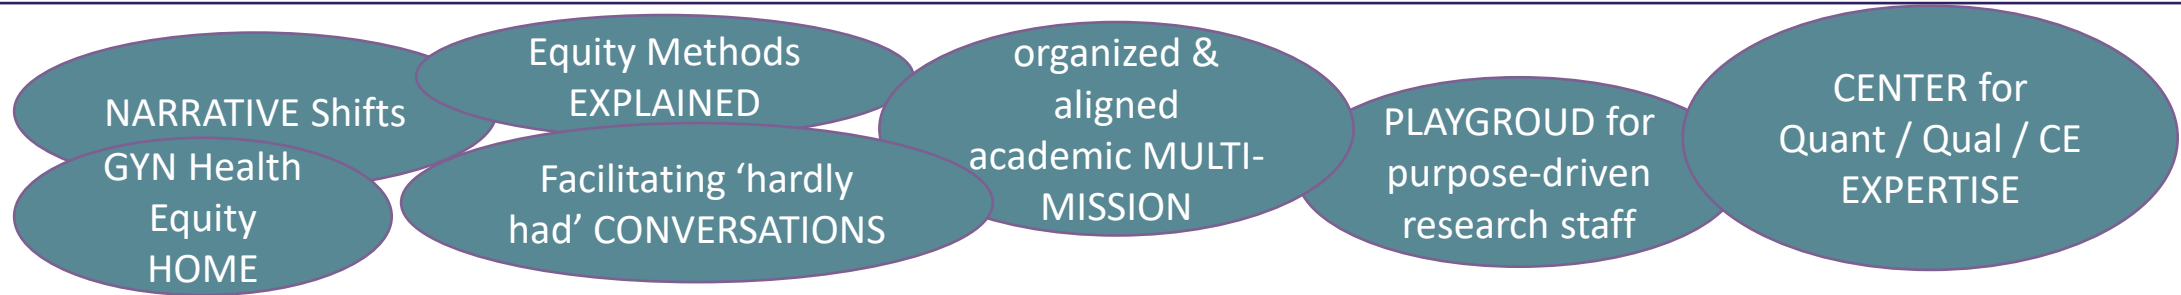 NARRATIVE Shifts
GYN Health
Equity
HOME
Equity Methods
EXPLAINED
Facilitating ‘hardly
had’ CONVERSATIONS
organized &
aligned
academic MULTI-
MISSION
PLAYGROUD for
purpose-driven
research staff
CENTER for
Quant / Qual / CE
EXPERTISE